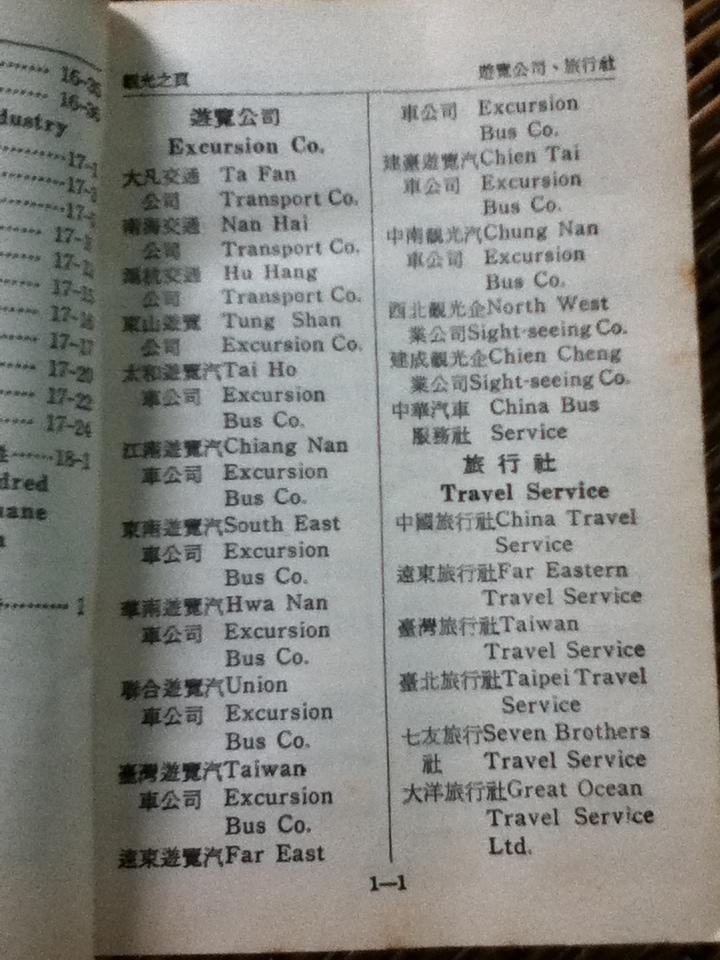 16-35
16-36
dustry
17-1
17-3
18-1
dred
uane
1
觀光之頁
遊覽公司、旅行社
遊覽公司
Excursion Co.
大凡交通 Ta Fan
公司 Transport Co.
南海交通 Nan Hai
公司 Transport Co.
滬杭交通 Hu Hang
公司 Transport Co.
東山遊覽 Tung Shan
公司 Excursion Co.
太和遊覽汽Tai Ho
車公司 Excursion
Bus Co.
江南遊覽汽Chiang Nan
車公司 Excursion
Bus Co.
東南遊覽汽South East
車公司 Excursion
Bus Co.
華南遊覽汽Hwa Nan
車公司 Excursion
Bus Co.
聯合遊覽汽Union
車公司 Excursion
Bus Co.
臺灣遊覽汽Taiwan
車公司 Excursion
Bus Co.
遠東遊覽汽Far East
車公司 Excursion
Bus Co.
建臺遊覽汽Chien Tai
車公司 Excursion
Bus Co.
中南觀光汽Chung Nan
車公司 Excursion
Bus Co.
西北觀光企North West
業公司Sight-seeing Co.
建成觀光企Chien Cheng
業公司Sight-seeing Co.
中華汽車 China Bus
服務社 Service
旅行社
Travel Service
中國旅行社China Travel
Service
遠東旅行社Far Eastern
Travel Service
臺灣旅行社Taiwan
Travel Service
臺北旅行社Taipei Travel
Service
七友旅行Seven Brothers
社 Travel Service
大洋旅行社Great Ocean
Travel Service
Ltd.
1—1